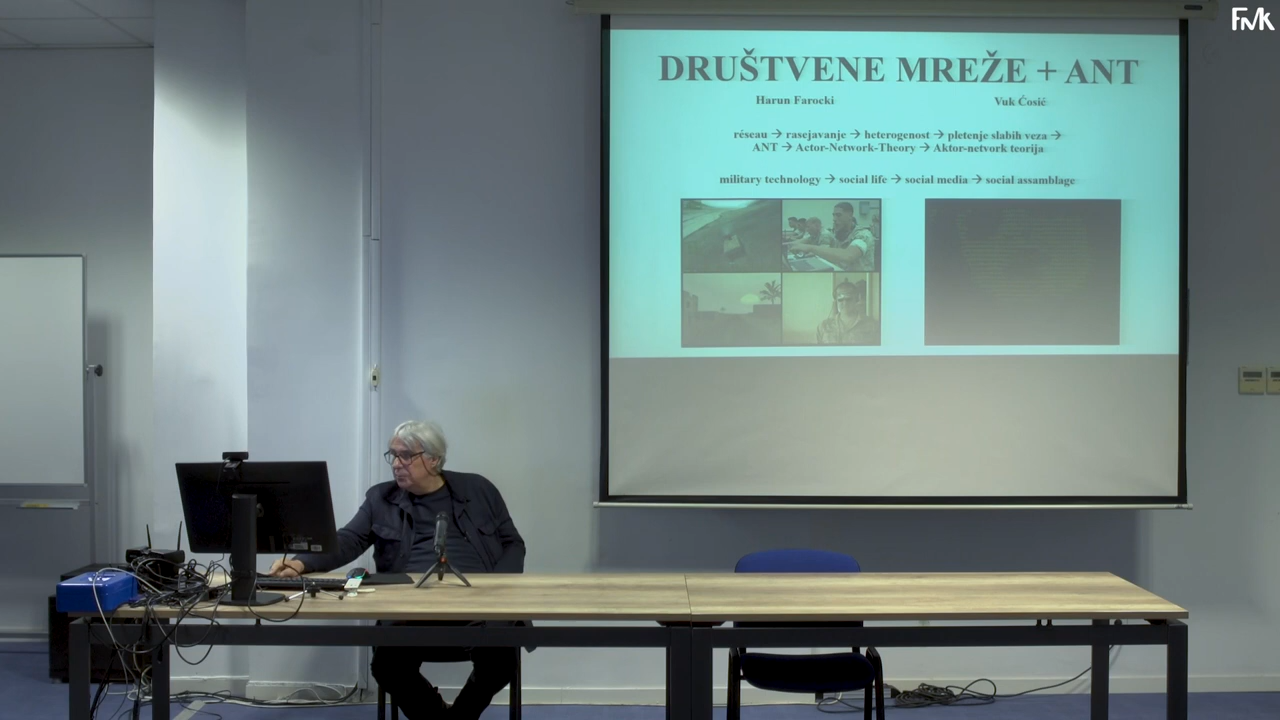 FMK
DRUŠTVENE MREŽE + ANT
Harun Farocki
Vuk Ćosić
réseau → rasejavanje → heterogenost → pletenje slabih veza →
ANT → Actor-Network-Theory → Aktor-network teorija
military technology → social life → social media → social assamblage